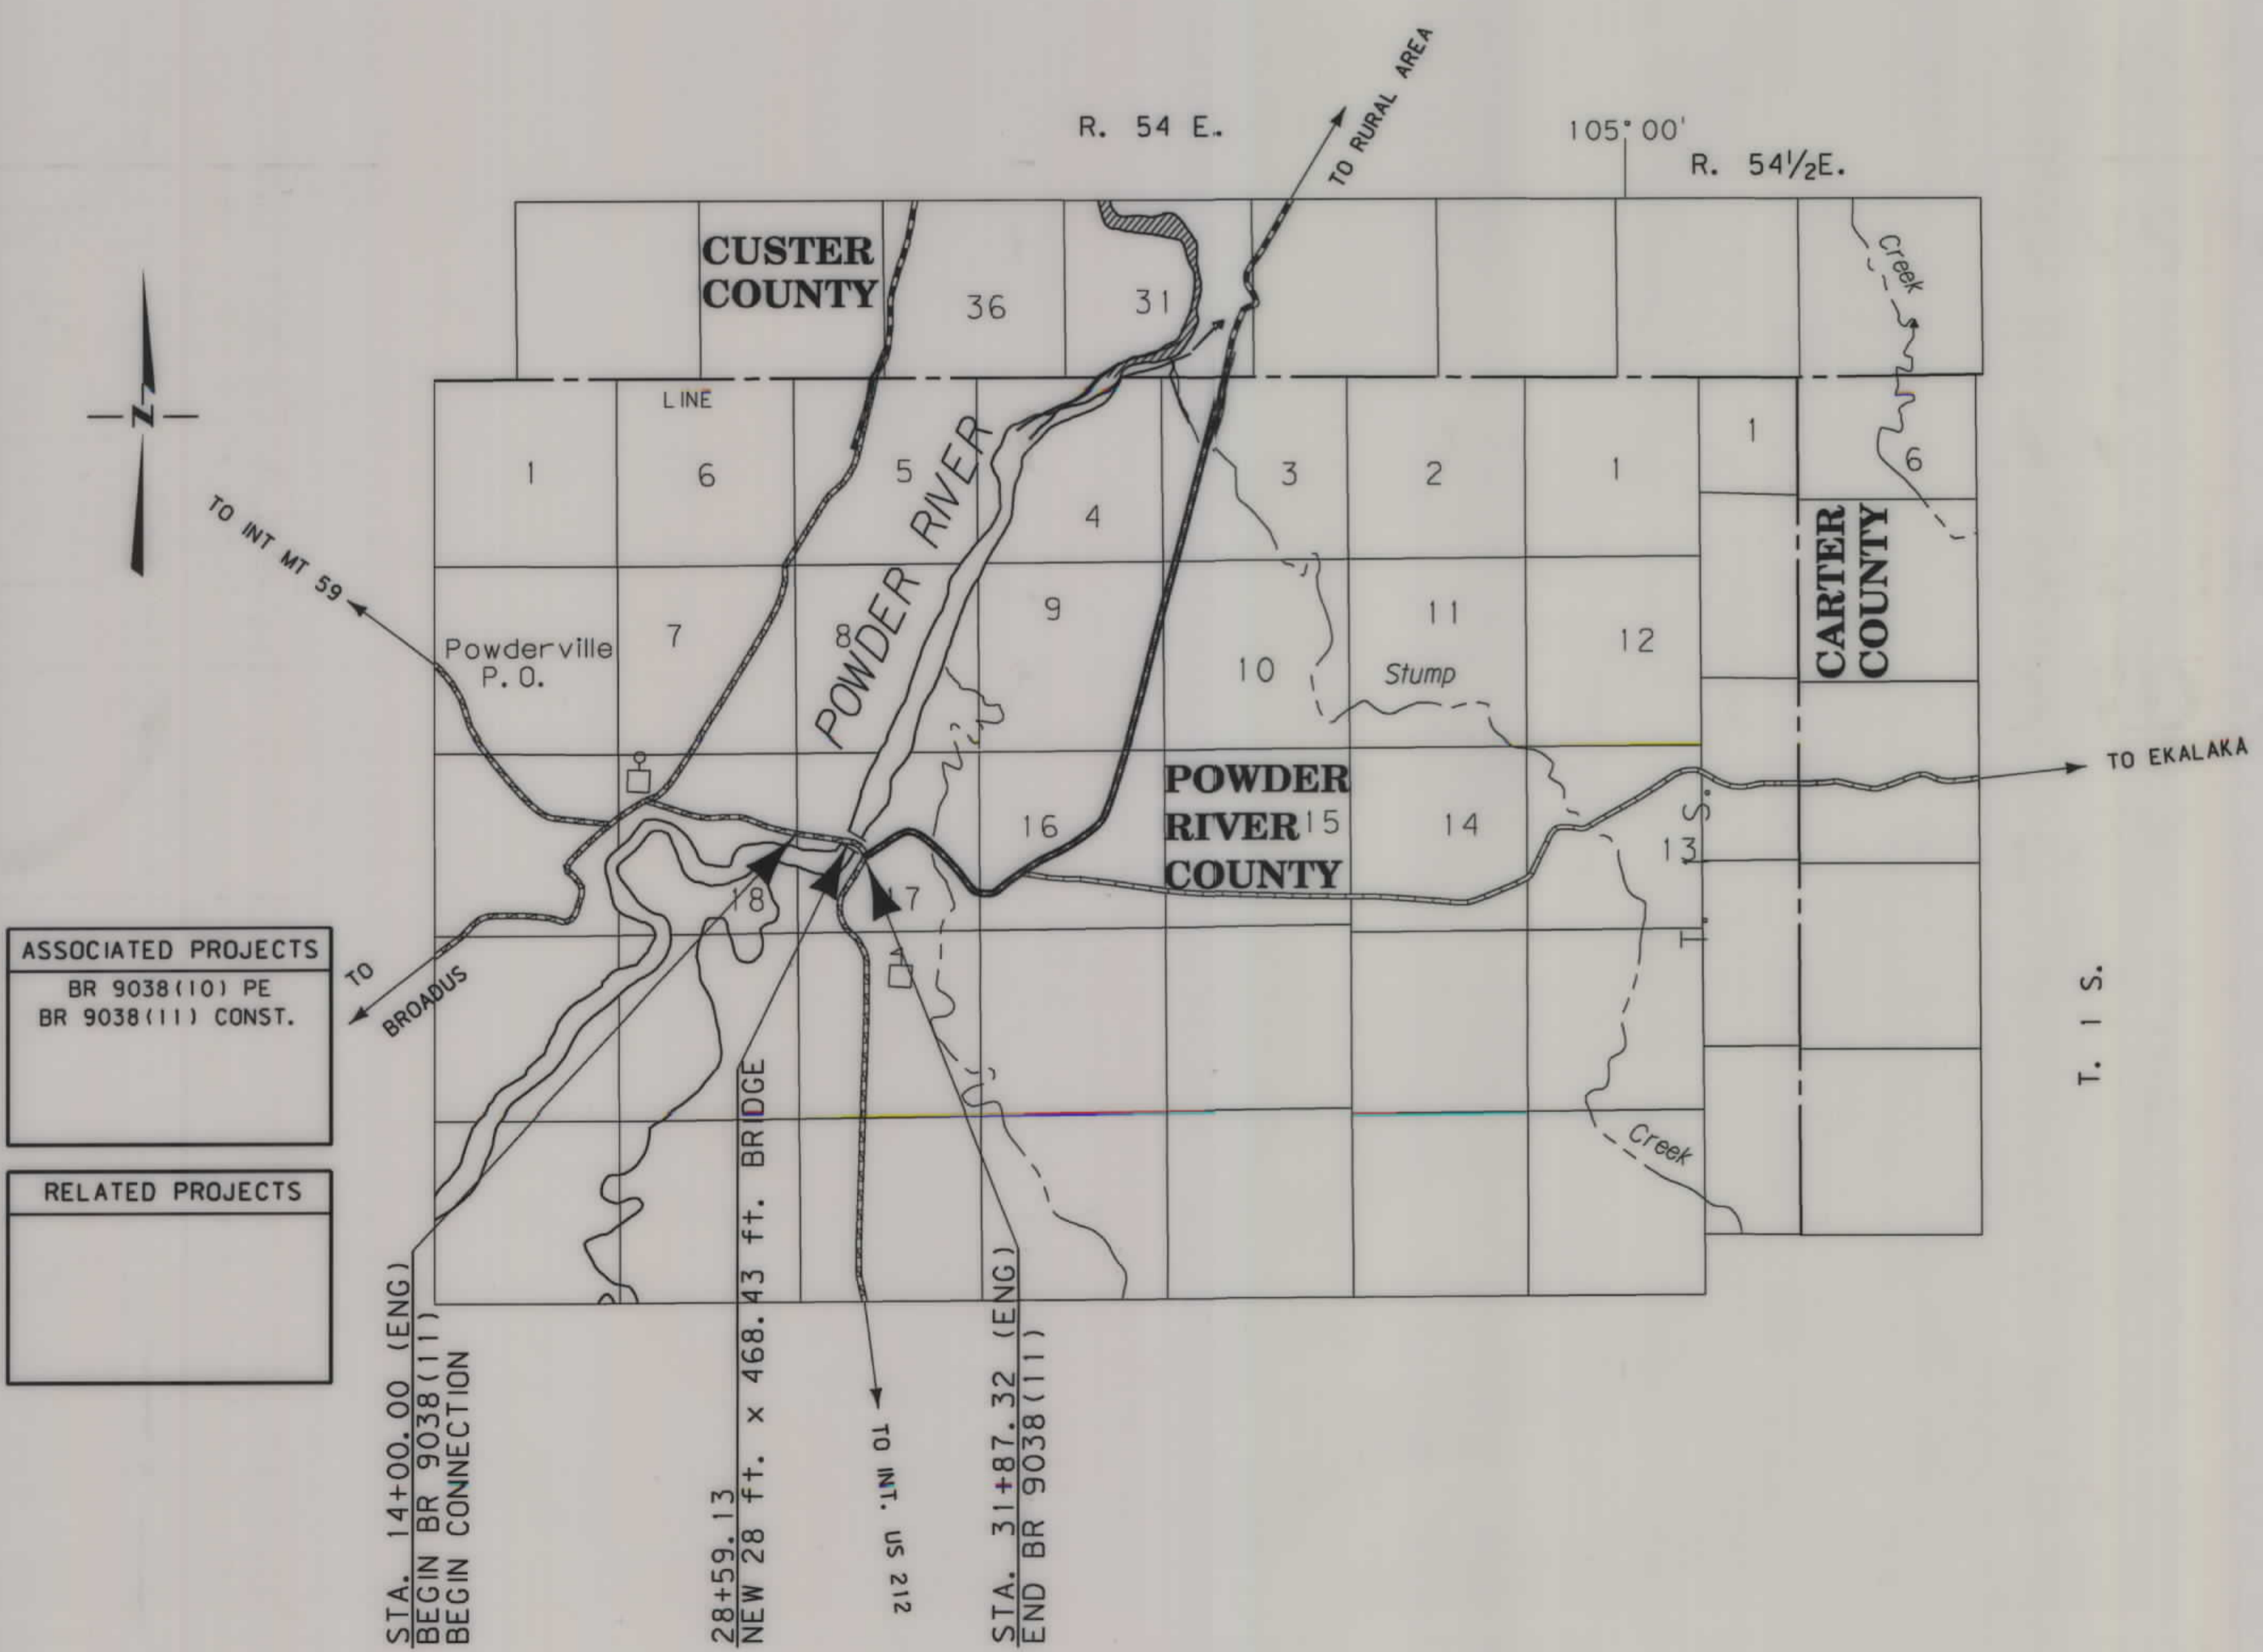 R. 54 E.
105° 00'
R. 54½E.
TO RURAL AREA
CUSTER
COUNTY
36
31
Creek
LINE
1
6
5
4
3
2
1
1
6
POWDER RIVER
TO INT MT 59
CARTER
COUNTY
Powderville
P. O.
7
8
9
10
11
12
Stump
TO EKALAKA
POWDER
RIVER
COUNTY
16
15
14
13
18
17
T. 1 S.
T. 1 S.
Creek
TO
BROADUS
ASSOCIATED PROJECTS
BR 9038(10) PE
BR 9038(11) CONST.
RELATED PROJECTS
STA. 14+00.00 (ENG)
BEGIN BR 9038(11)
BEGIN CONNECTION
28+59.13
NEW 28 ft. x 468.43 ft. BRIDGE
TO INT. US 212
STA. 31+87.32 (ENG)
END BR 9038(11)
Z